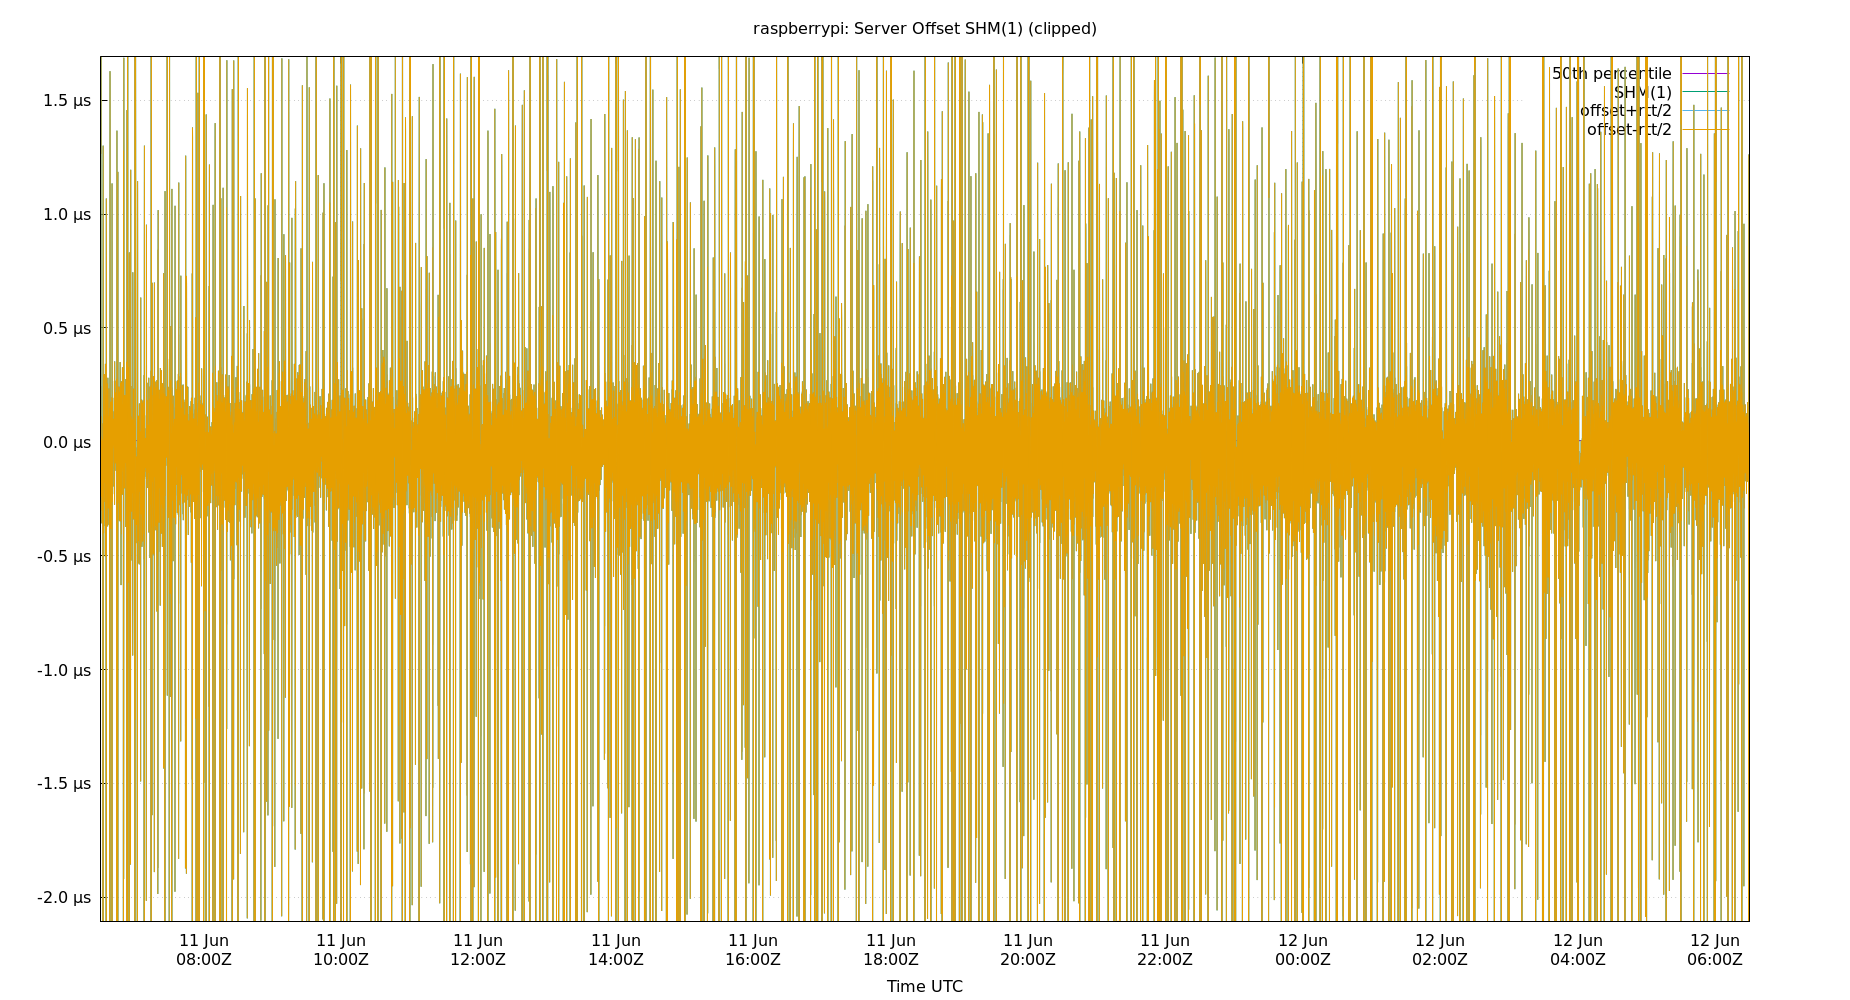 raspberrypi: Server Offset SHM(1) (clipped)
50th percentile
SHM(1)
offset+rtt/2
offset-rtt/2
1.5 µs
1.0 µs
0.5 µs
0.0 µs
-0.5 µs
-1.0 µs
-1.5 µs
-2.0 µs
11 Jun 11 Jun 11 Jun 11 Jun 11 Jun 11 Jun 11 Jun 11 Jun 12 Jun 12 Jun 12 Jun 12 Jun
08:00Z 10:00Z 12:00Z 14:00Z 16:00Z 18:00Z 20:00Z 22:00Z 00:00Z 02:00Z 04:00Z 06:00Z
Time UTC